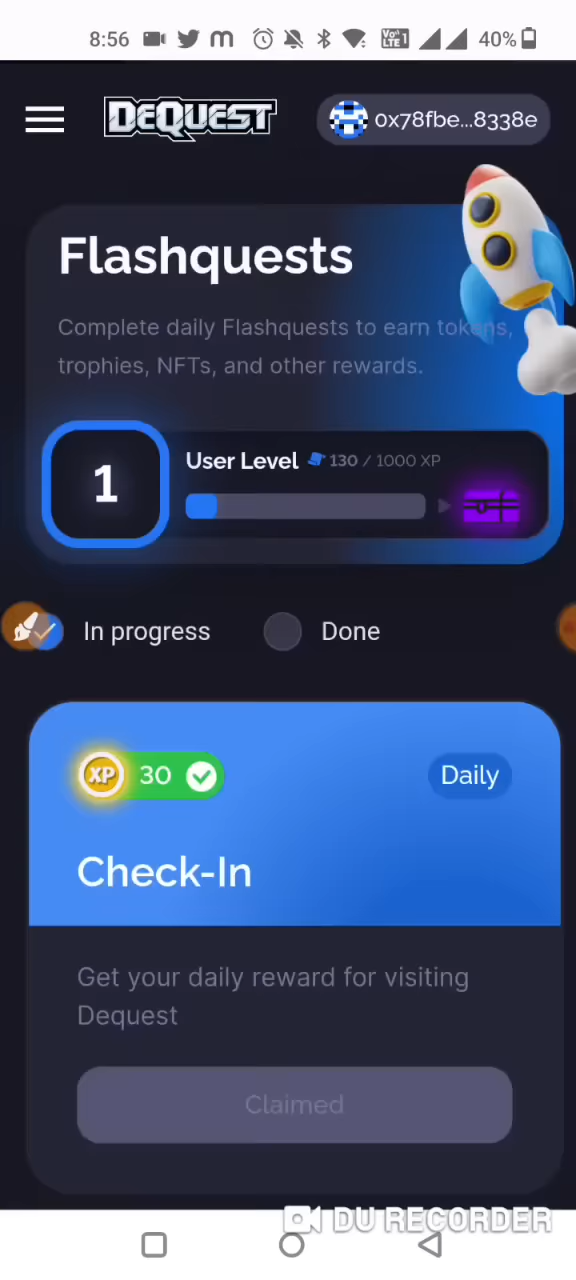 8:56 m Vo) LTE1 40%
DEQUEST 0x78fbe...8338e
Flashquests
Complete daily Flashquests to earn tokens,
trophies, NFTs, and other rewards.
1
User Level 130 / 1000 XP
In progress Done
XP 30 Daily
Check-In
Get your daily reward for visiting
Dequest
Claimed
DU RECORDER